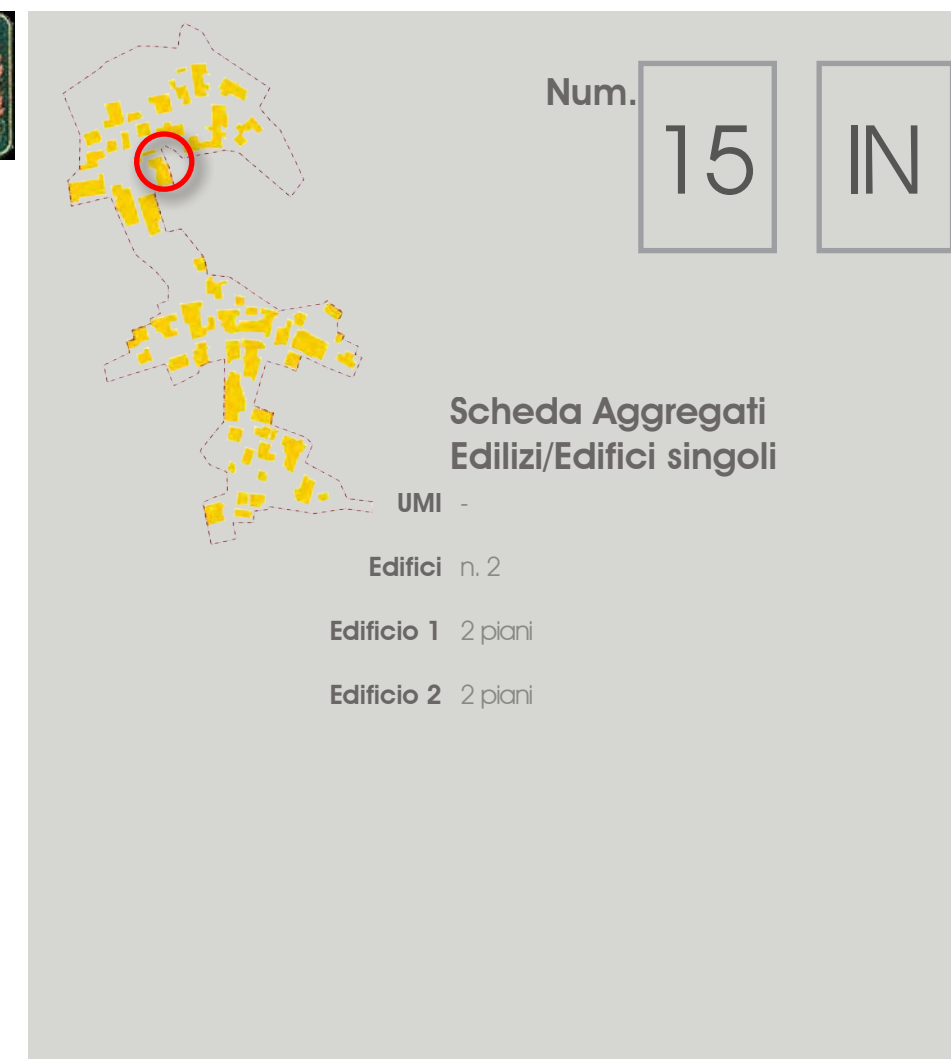 Num. 15 IN
Scheda Aggregati
Edilizi/Edifici singoli
UMI -
Edifici n. 2
Edificio 1 2 piani
Edificio 2 2 piani